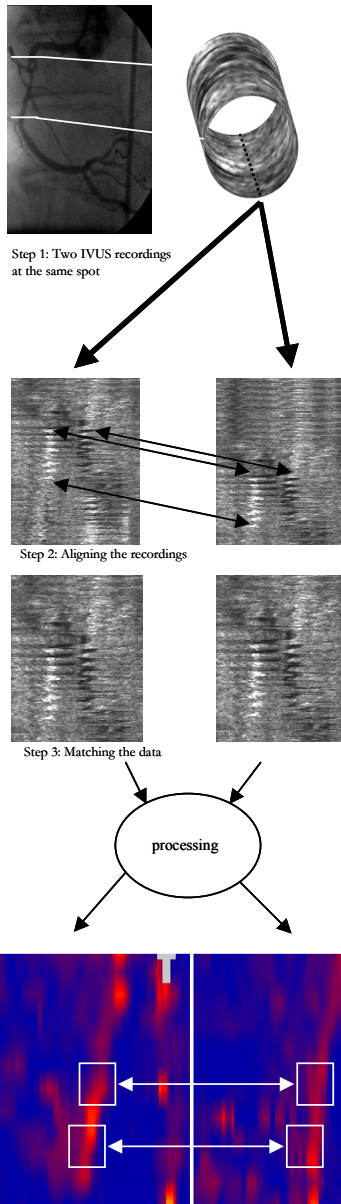 Step 1: Two IVUS recordings
at the same spot
Step 2: Aligning the recordings
Step 3: Matching the data
processing